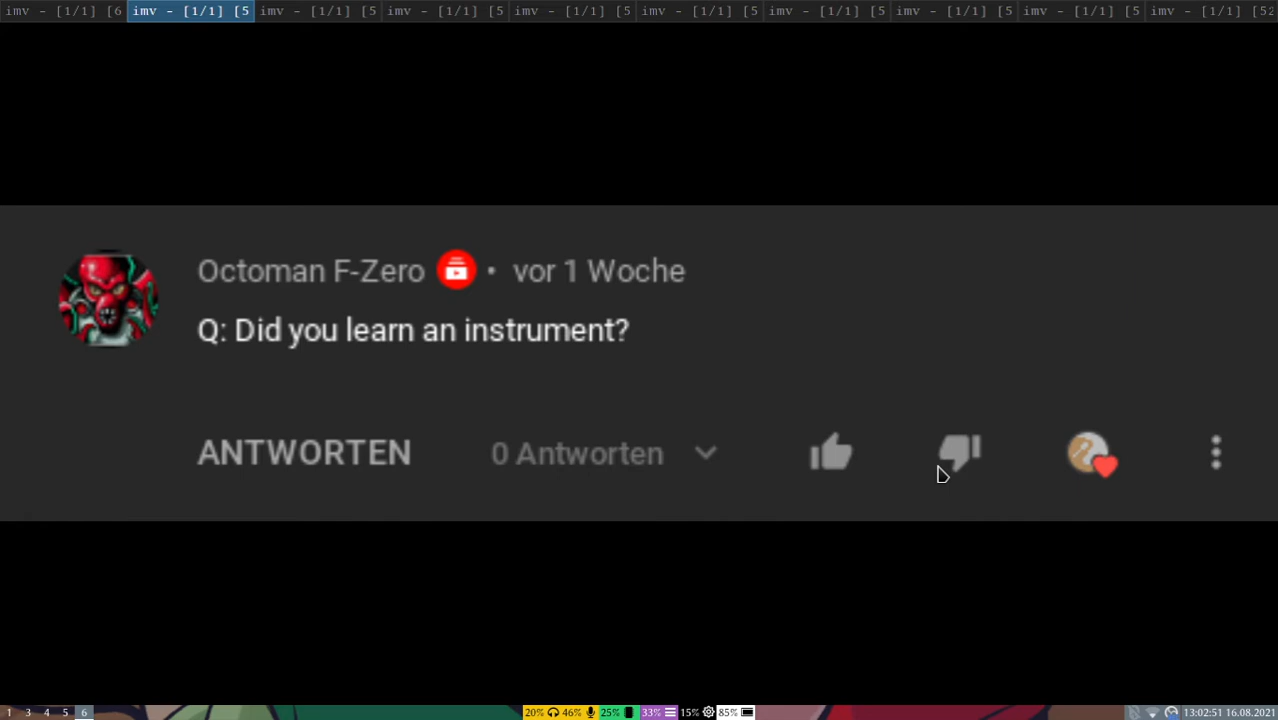 imv - [1/1] [6 imv - [1/1] [5 imv - [1/1] [5 imv - [1/1] [5 imv - [1/1] [5 imv - [1/1] [5 imv - [1/1] [5 imv - [1/1] [5 imv - [1/1] [5 imv - [1/1] [52
Octoman F-Zero • vor 1 Woche
Q: Did you learn an instrument?
ANTWORTEN 0 Antworten
1 3 4 5 6 20% 46% 25% 33% 15% 85% 13:02:51 16.08.2021